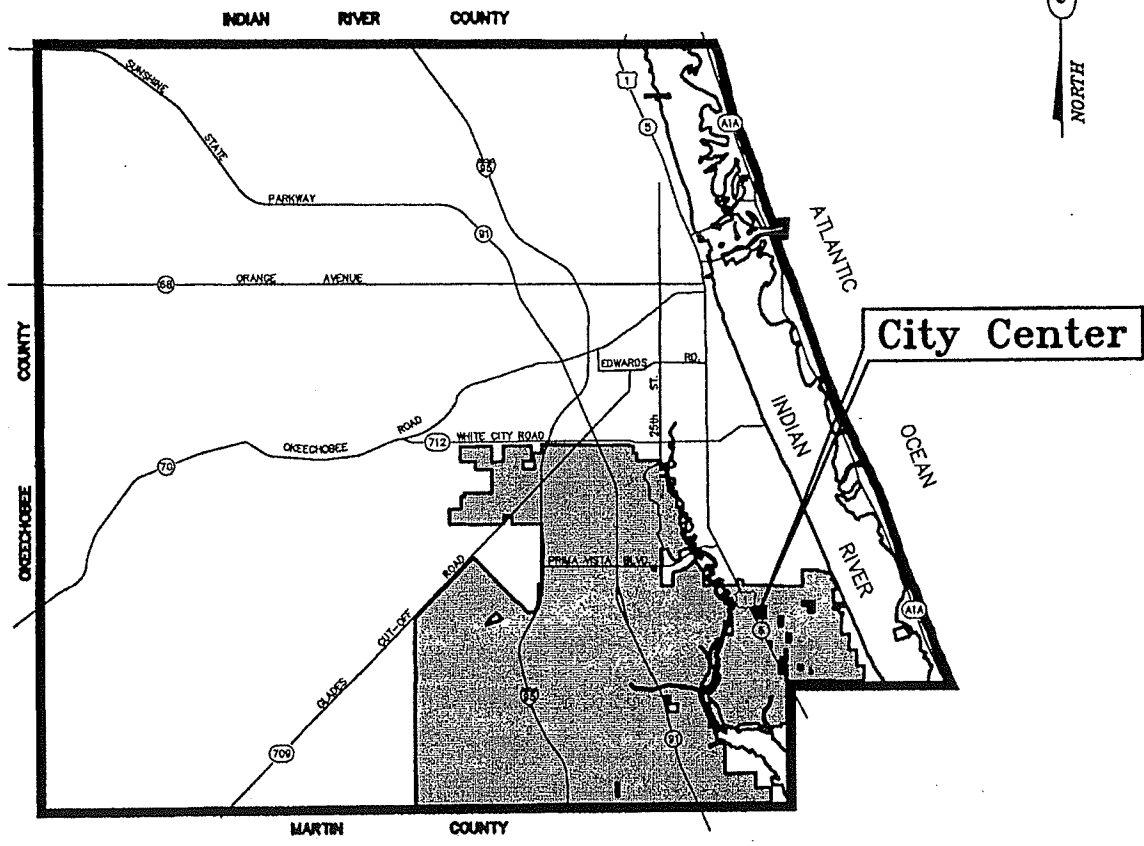 INDIAN RIVER COUNTY
NORTH
SUNSHINE STATE PARKWAY
1
5
A1A
95
91
68
ORANGE AVENUE
ATLANTIC OCEAN
City Center
EDWARDS RD.
25th ST.
INDIAN RIVER
OKEECHOBEE COUNTY
OKEECHOBEE ROAD
712
WHITE CITY ROAD
70
PRIMA VISTA BLVD.
GLADES CUT-OFF ROAD
A1A
95
709
91
MARTIN COUNTY